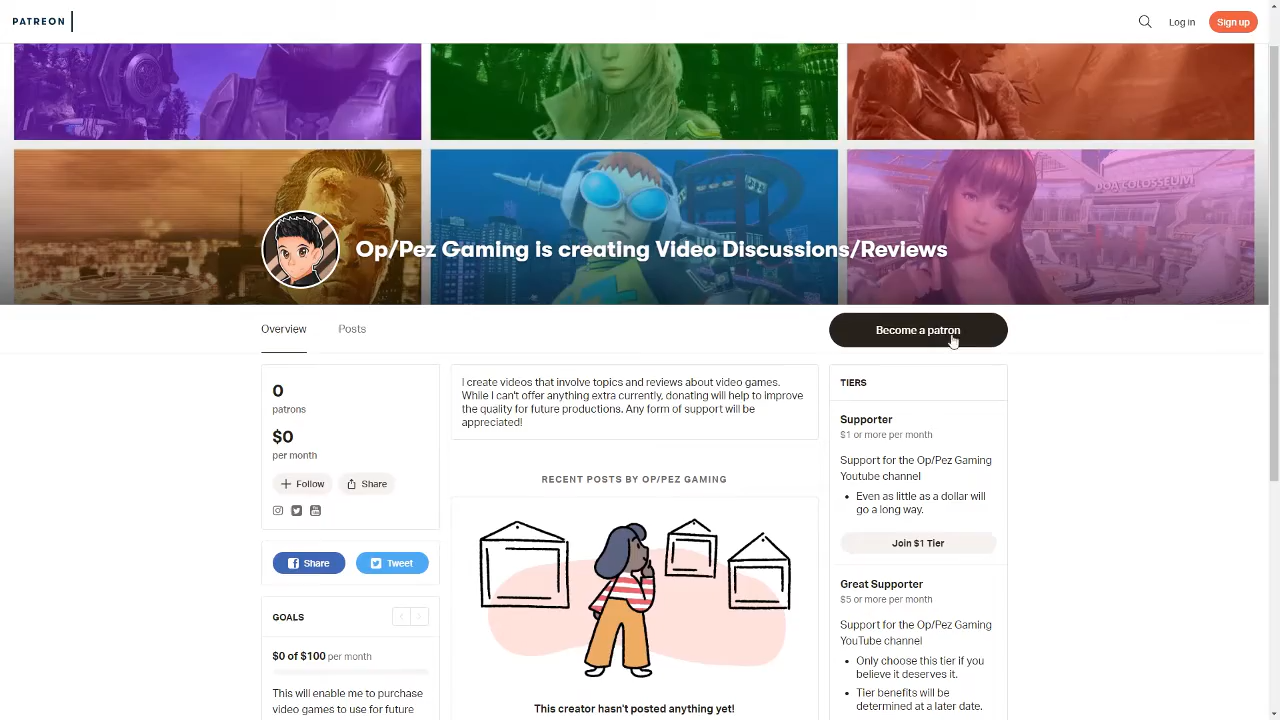 PATREON
Log in
Sign up
DOA COLOSSEUM
Op/Pez Gaming is creating Video Discussions/Reviews
Overview
Posts
Become a patron
0
patrons
$0
per month
Follow
Share
Share
Tweet
GOALS
$0 of $100 per month
This will enable me to purchase
video games to use for future
I create videos that involve topics and reviews about video games.
While I can't offer anything extra currently, donating will help to improve
the quality for future productions. Any form of support will be
appreciated!
RECENT POSTS BY OP/PEZ GAMING
This creator hasn't posted anything yet!
TIERS
Supporter
$1 or more per month
Support for the Op/Pez Gaming
Youtube channel
• Even as little as a dollar will
go a long way.
Join $1 Tier
Great Supporter
$5 or more per month
Support for the Op/Pez Gaming
YouTube channel
• Only choose this tier if you
believe it deserves it.
• Tier benefits will be
determined at a later date.